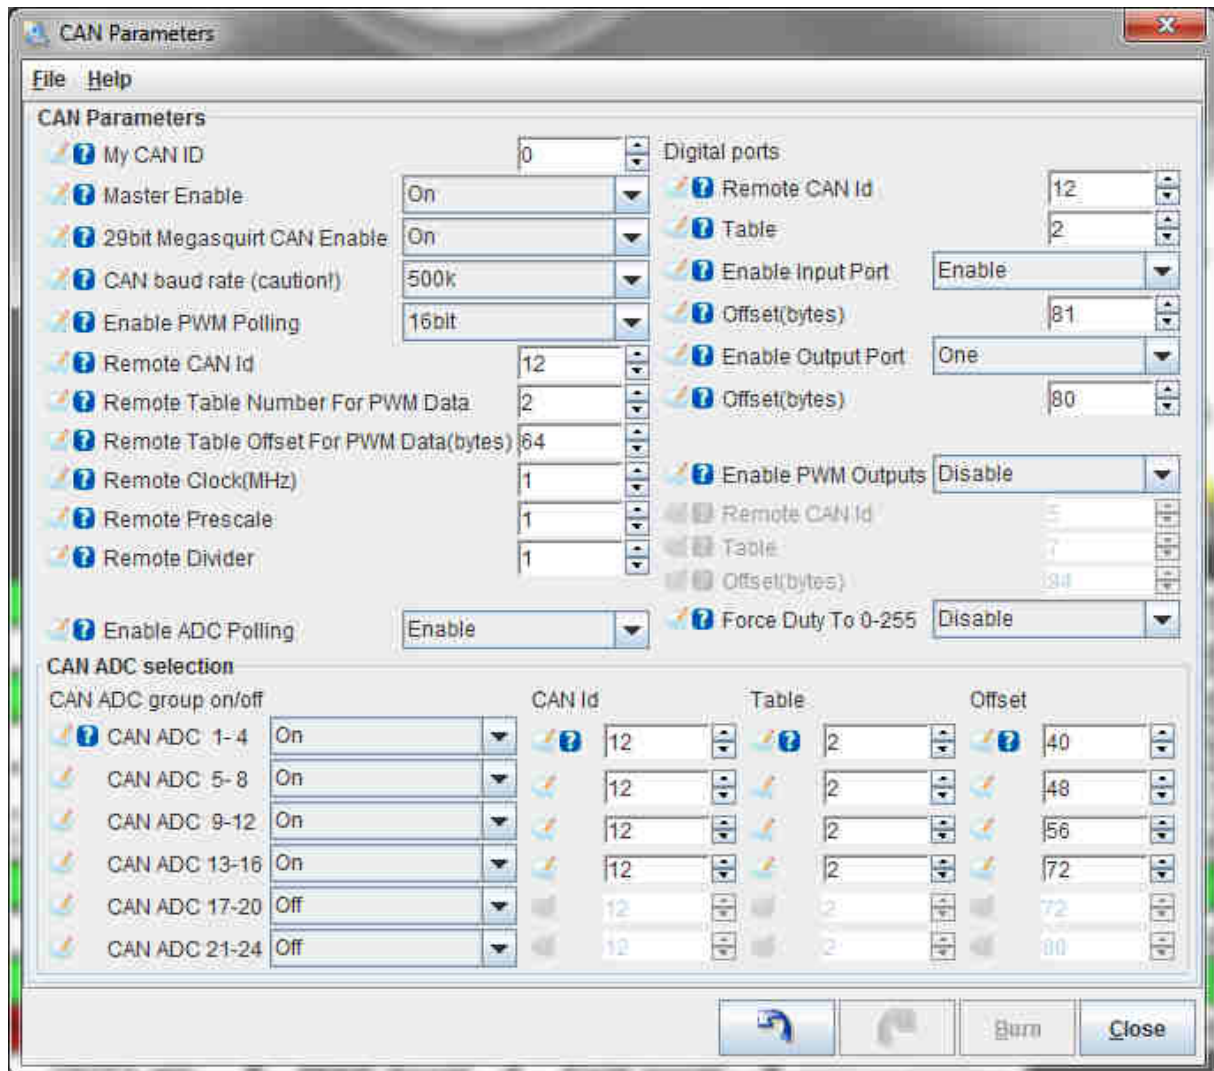 CAN Parameters
File Help
CAN Parameters
My CAN ID 0
Master Enable On
29bit Megasquirt CAN Enable On
CAN baud rate (caution!) 500k
Enable PWM Polling 16bit
Remote CAN Id 12
Remote Table Number For PWM Data 2
Remote Table Offset For PWM Data(bytes) 64
Remote Clock(MHz) 1
Remote Prescale 1
Remote Divider 1
Enable ADC Polling Enable
Digital ports
Remote CAN Id 12
Table 2
Enable Input Port Enable
Offset(bytes) 81
Enable Output Port One
Offset(bytes) 80
Enable PWM Outputs Disable
Remote CAN Id 5
Table 7
Offset(bytes)
Force Duty To 0-255 Disable
CAN ADC selection
CAN ADC group on/off CAN Id Table Offset
CAN ADC 1-4 On 12 2 40
CAN ADC 5-8 On 12 2 48
CAN ADC 9-12 On 12 2 56
CAN ADC 13-16 On 12 2 72
CAN ADC 17-20 Off 12 2 72
CAN ADC 21-24 Off 12 2
Burn Close